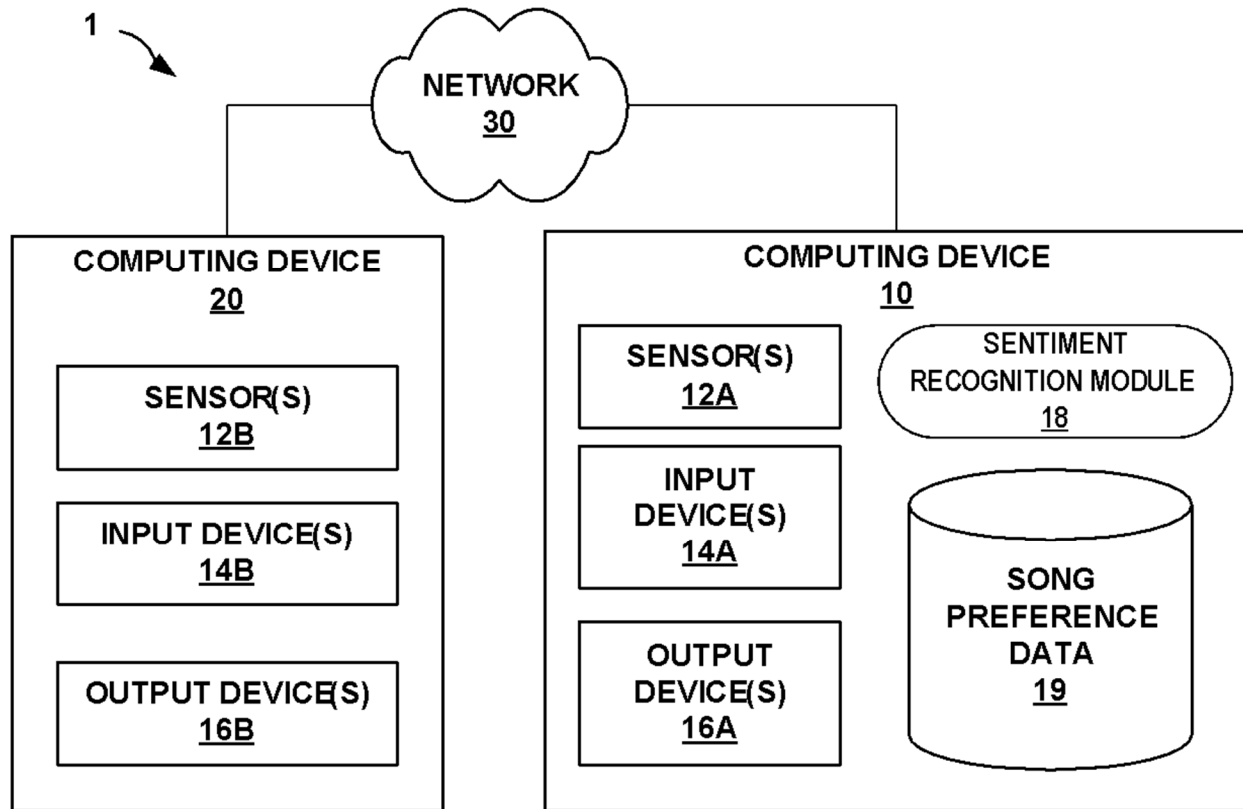 1
NETWORK
30
COMPUTING DEVICE
20
SENSOR(S)
12B
INPUT DEVICE(S)
14B
OUTPUT DEVICE(S)
16B
COMPUTING DEVICE
10
SENSOR(S)
12A
INPUT
DEVICE(S)
14A
OUTPUT
DEVICE(S)
16A
SENTIMENT
RECOGNITION MODULE
18
SONG
PREFERENCE
DATA
19